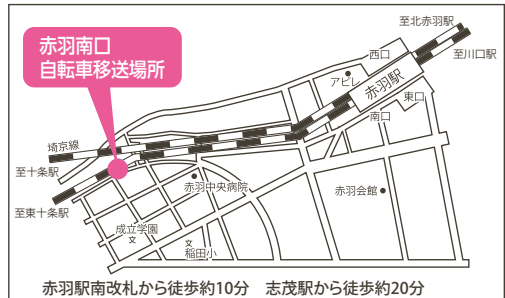 赤羽南口
自転車移送場所
至北赤羽駅
西口
至川口駅
アピレ
赤羽駅
東口
南口
埼京線
至十条駅
赤羽中央病院
赤羽会館
至東十条駅
成立学園
文
文
稲田小
赤羽駅南改札から徒歩約10分 志茂駅から徒歩約20分